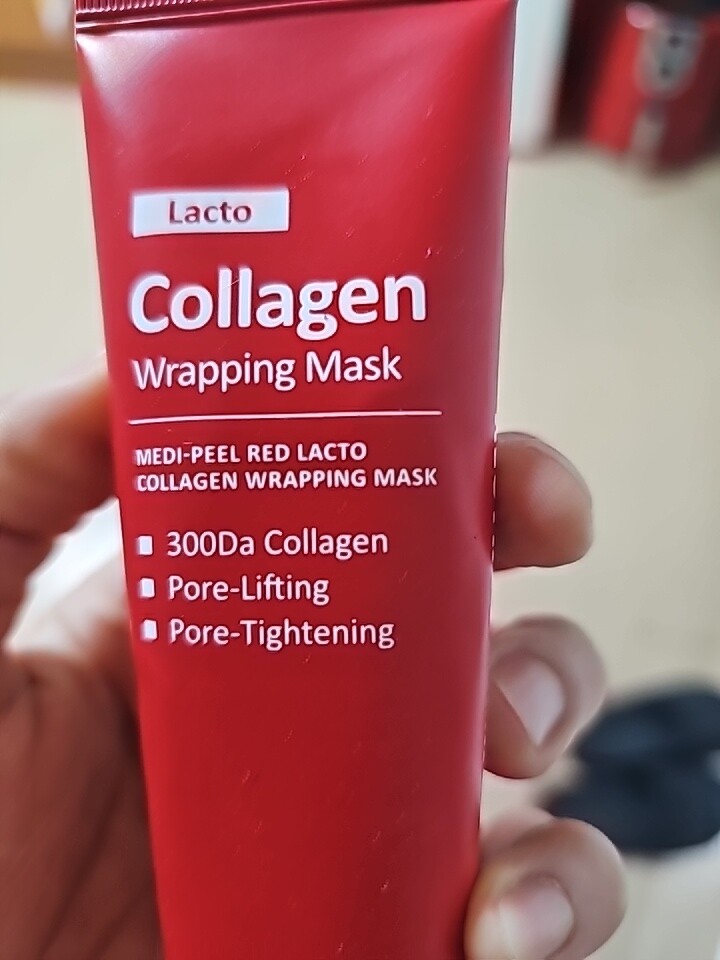 Lacto
Collagen
Wrapping Mask
MEDI-PEEL RED LACTO
COLLAGEN WRAPPING MASK
300Da Collagen
Pore-Lifting
Pore-Tightening